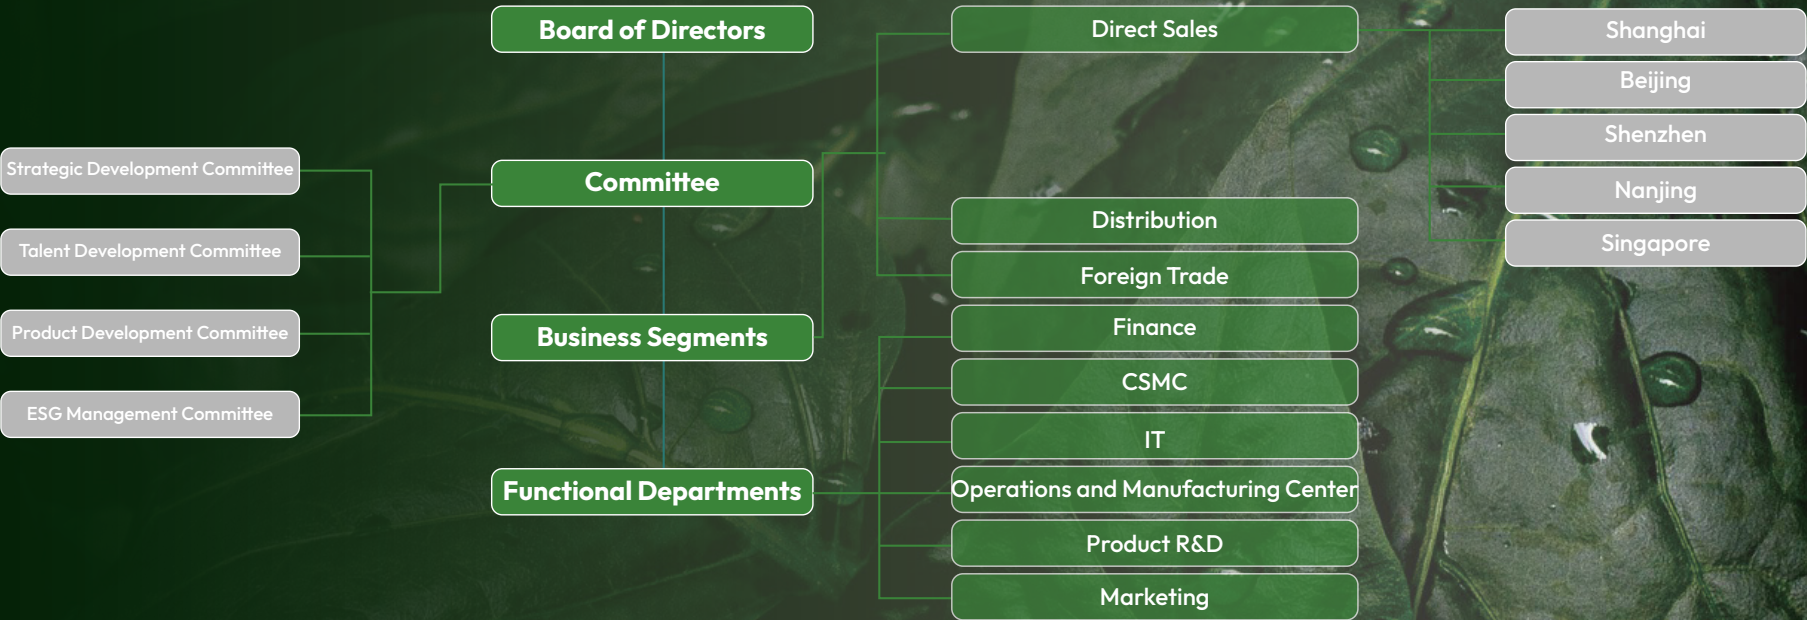 Board of Directors
Committee
Business Segments
Functional Departments
Strategic Development Committee
Talent Development Committee
Product Development Committee
ESG Management Committee
Direct Sales
Distribution
Foreign Trade
Finance
CSMC
IT
Operations and Manufacturing Center
Product R&D
Marketing
Shanghai
Beijing
Shenzhen
Nanjing
Singapore